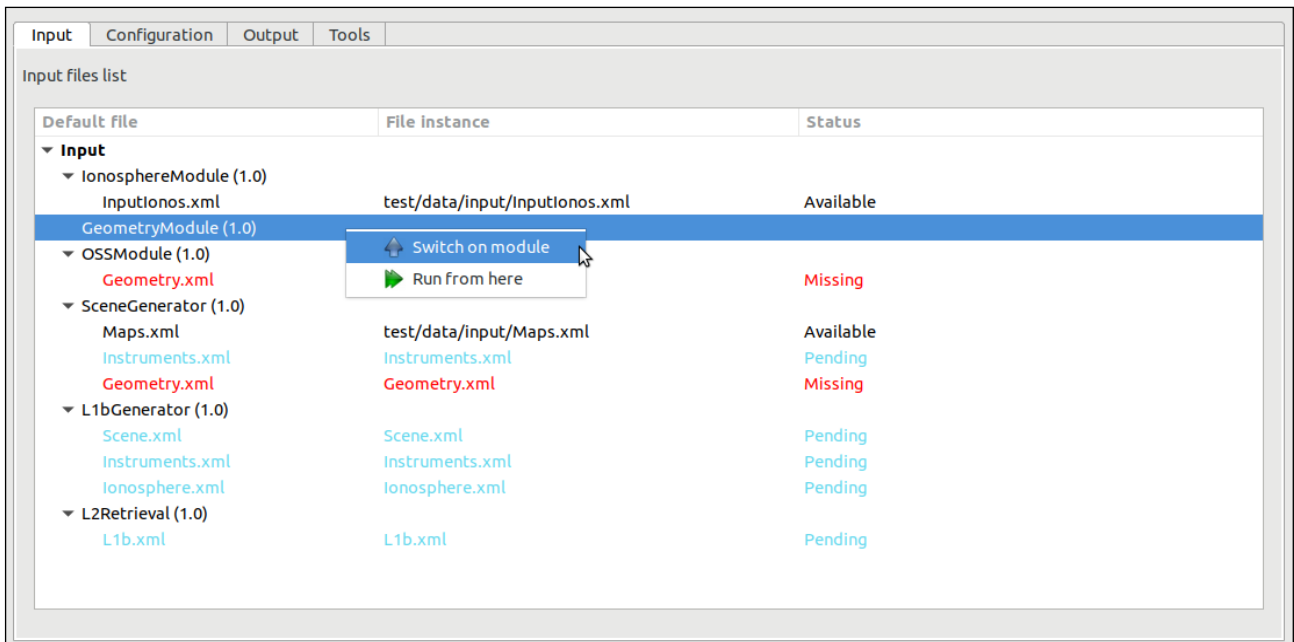 Input Configuration Output Tools
Input files list
Default file File instance Status
Input
IonosphereModule (1.0)
InputIonos.xml test/data/input/InputIonos.xml Available
GeometryModule (1.0)
Switch on module
OSSModule (1.0)
Geometry.xml Run from here Missing
SceneGenerator (1.0)
Maps.xml test/data/input/Maps.xml Available
Instruments.xml Instruments.xml Pending
Geometry.xml Geometry.xml Missing
L1bGenerator (1.0)
Scene.xml Scene.xml Pending
Instruments.xml Instruments.xml Pending
Ionosphere.xml Ionosphere.xml Pending
L2Retrieval (1.0)
L1b.xml L1b.xml Pending